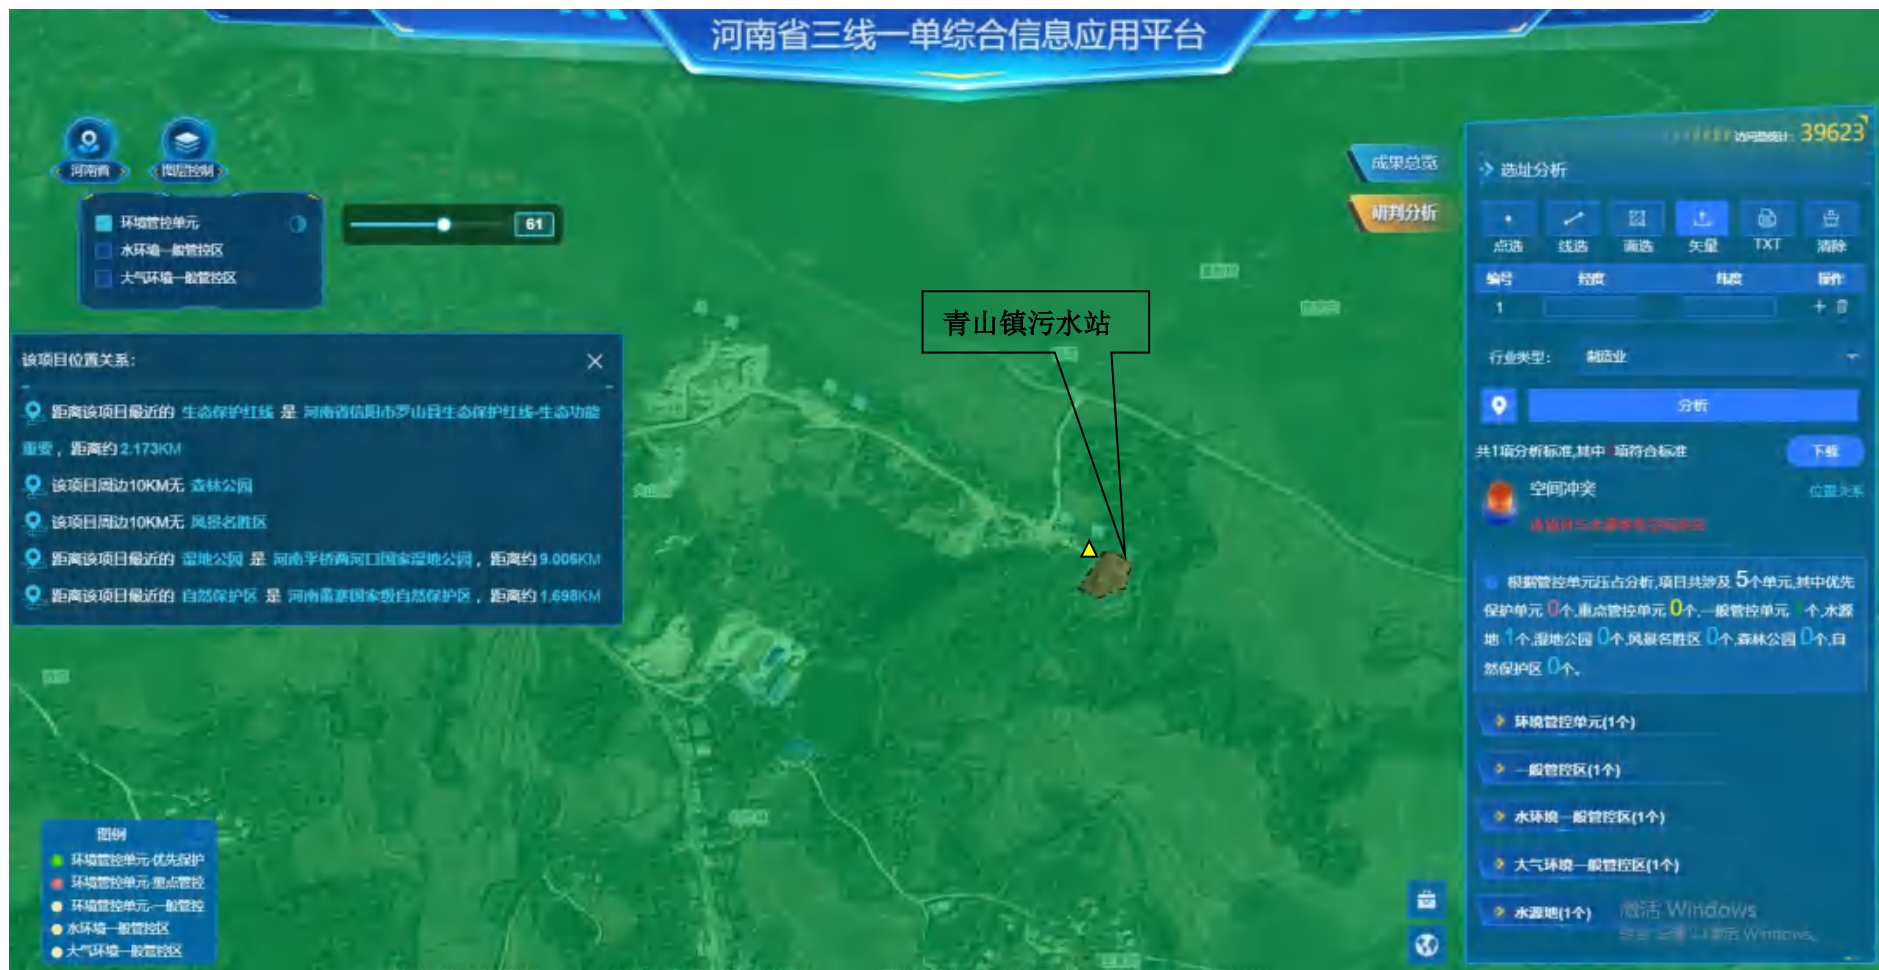 河南省三线一单综合信息应用平台
河南省
图层控制
环境管控单元
水环境一般管控区
大气环境一般管控区
61
该项目位置关系:
距离该项目最近的 生态保护红线 是 河南省信阳市罗山县生态保护红线-生态功能
重要，距离约2.173KM
该项目周边10KM无 森林公园
该项目周边10KM无 风景名胜区
距离该项目最近的 湿地公园 是 河南平桥两河口国家湿地公园，距离约9.006KM
距离该项目最近的 自然保护区 是 河南董寨国家级自然保护区，距离约1.698KM
青山镇污水站
成果总览
研判分析
39623
选址分析
点选 线选 面选 矢量 TXT 清除
编号 经度 纬度 操作
1
行业类型: 制造业
分析
共1项分析标准,其中 项符合标准
下载
空间冲突
位置关系
根据管控单元压占分析,项目共涉及 5个单元,其中优先
保护单元 0个,重点管控单元 0个,一般管控单元 个,水源
地 1个,湿地公园 0个,风景名胜区 0个,森林公园 0个,自
然保护区 0个。
环境管控单元(1个)
一般管控区(1个)
水环境一般管控区(1个)
大气环境一般管控区(1个)
水源地(1个)
激活 Windows
图例
环境管控单元-优先保护
环境管控单元-重点管控
环境管控单元-一般管控
水环境一般管控区
大气环境一般管控区